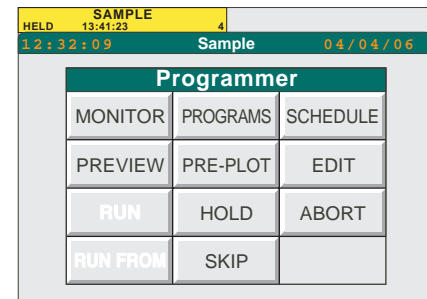 SAMPLE
HELD 13:41:23 4
12:32:09 Sample 04/04/06
Programmer
MONITOR PROGRAMS SCHEDULE
PREVIEW PRE-PLOT EDIT
RUN HOLD ABORT
RUN FROM SKIP